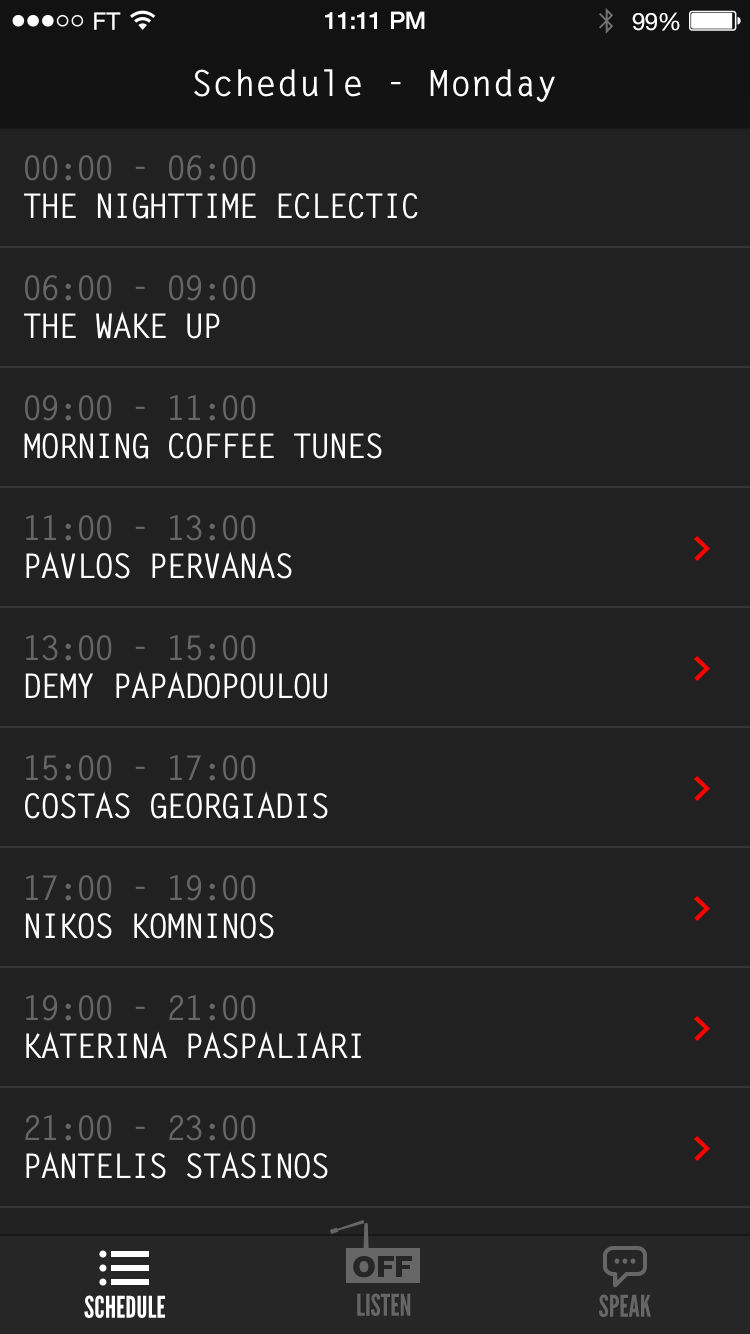 FT 11:11 PM 99%
Schedule - Monday
00:00 - 06:00
THE NIGHTTIME ECLECTIC
06:00 - 09:00
THE WAKE UP
09:00 - 11:00
MORNING COFFEE TUNES
11:00 - 13:00
PAVLOS PERVANAS
13:00 - 15:00
DEMY PAPADOPOULOU
15:00 - 17:00
COSTAS GEORGIADIS
17:00 - 19:00
NIKOS KOMNINOS
19:00 - 21:00
KATERINA PASPALIARI
21:00 - 23:00
PANTELIS STASINOS
OFF
SCHEDULE LISTEN SPEAK